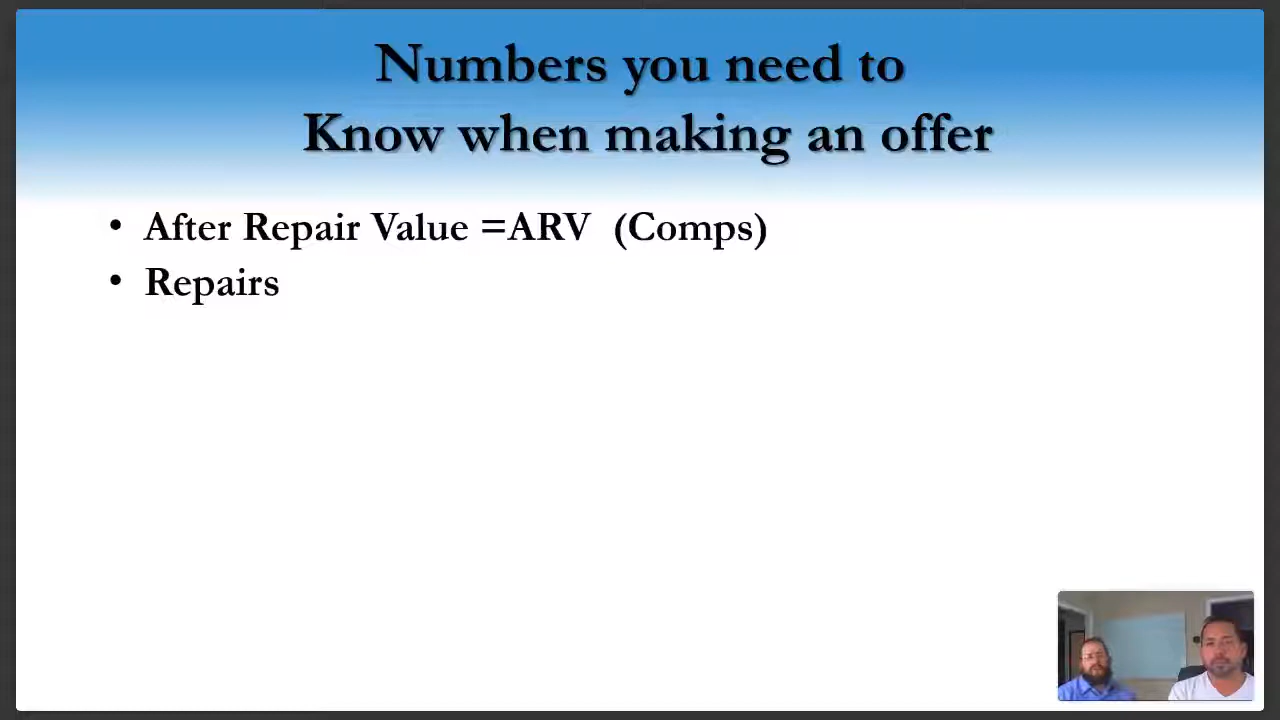 Numbers you need to
Know when making an offer
• After Repair Value =ARV (Comps)
• Repairs